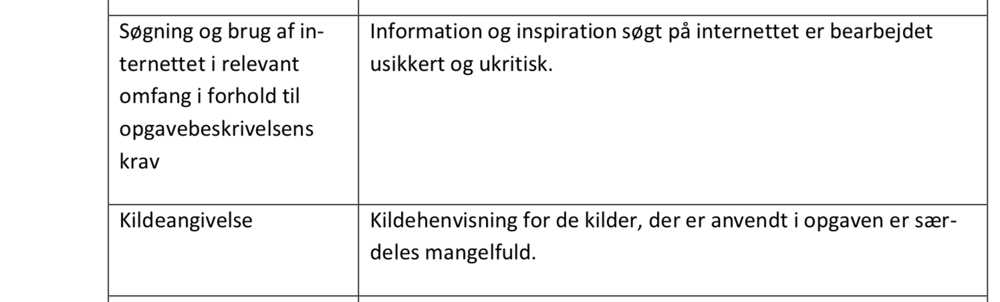 Søgning og brug af in-
ternettet i relevant
omfang i forhold til
opgavebeskrivelsens
krav
Information og inspiration søgt på internettet er bearbejdet
usikkert og ukritisk.
Kildeangivelse
Kildehenvisning for de kilder, der er anvendt i opgaven er sær-
deles mangelfuld.